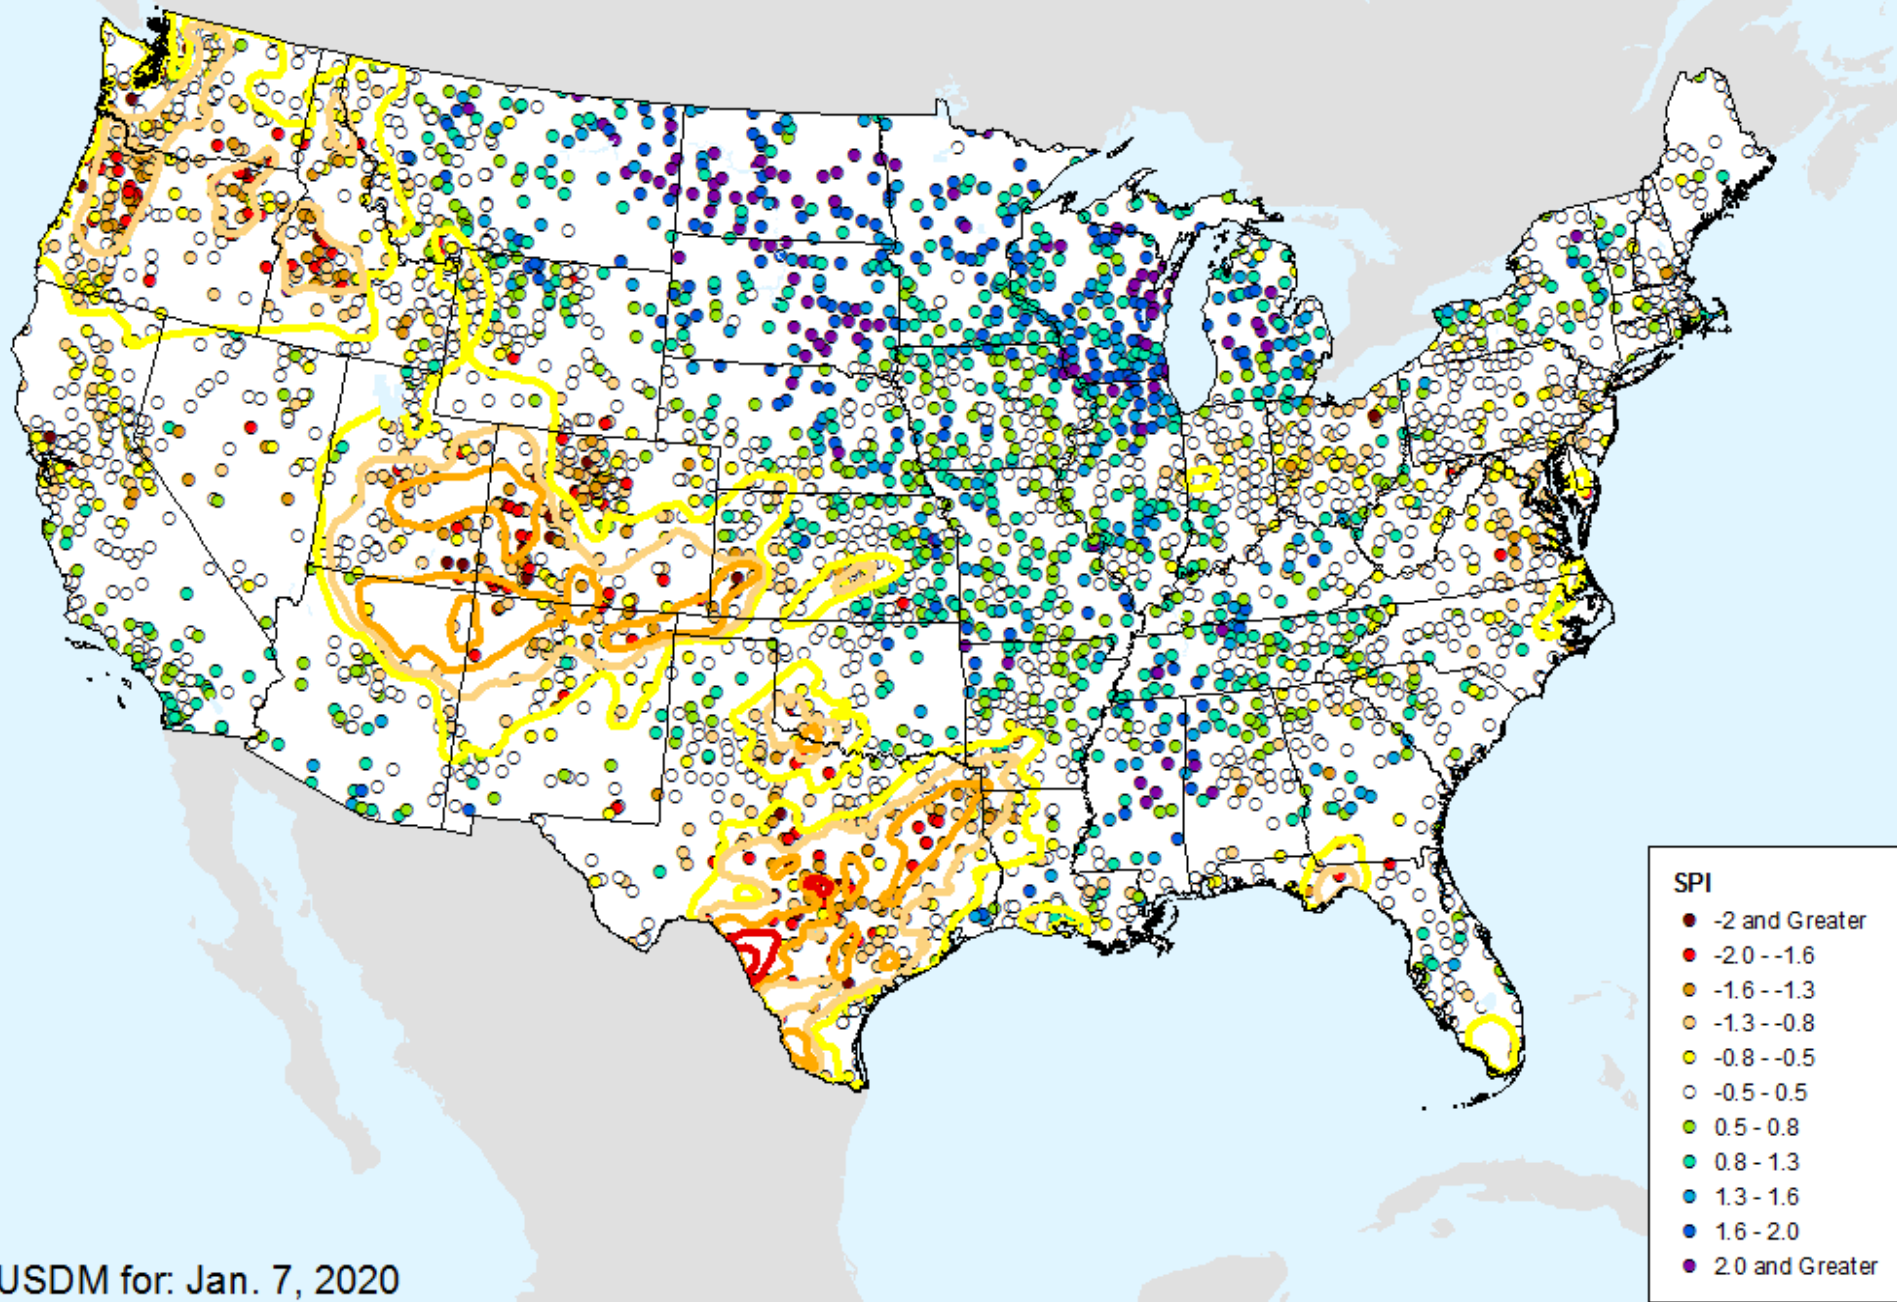 SPI
-2 and Greater
-2.0 - -1.6
-1.6 - -1.3
-1.3 - -0.8
-0.8 - -0.5
-0.5 - 0.5
0.5 - 0.8
0.8 - 1.3
1.3 - 1.6
1.6 - 2.0
2.0 and Greater
USDM for: Jan. 7, 2020